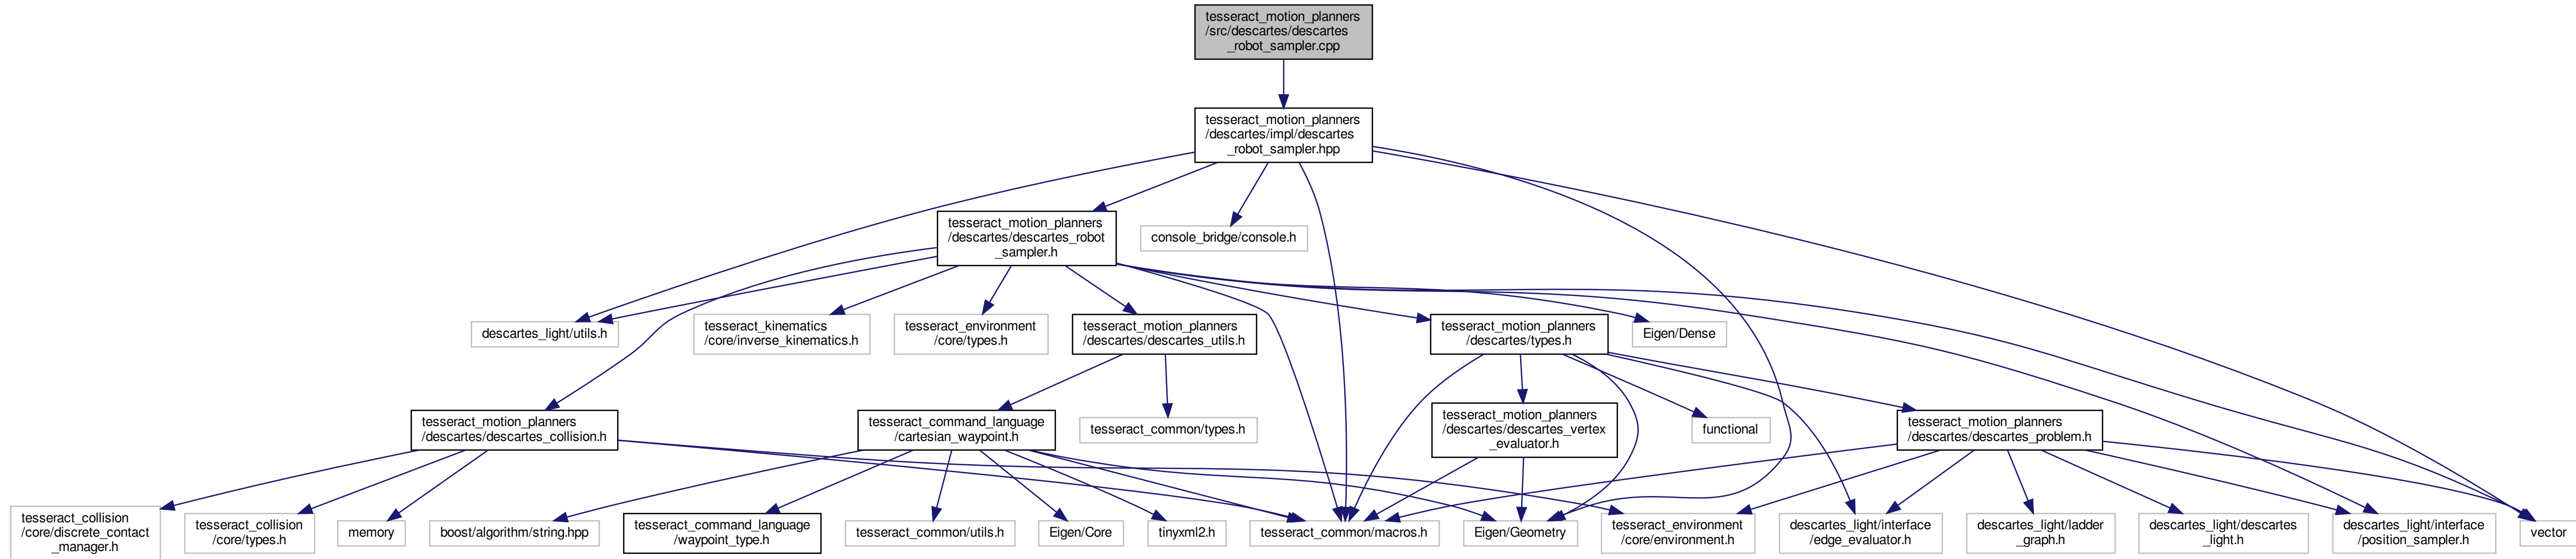 tesseract_motion_planners
/src/descartes/descartes
_robot_sampler.cpp
tesseract_motion_planners
/descartes/impl/descartes
_robot_sampler.hpp
tesseract_motion_planners
/descartes/descartes_robot
_sampler.h
console_bridge/console.h
descartes_light/utils.h
tesseract_kinematics
/core/inverse_kinematics.h
tesseract_environment
/core/types.h
tesseract_motion_planners
/descartes/descartes_utils.h
tesseract_motion_planners
/descartes/types.h
Eigen/Dense
tesseract_motion_planners
/descartes/descartes_collision.h
tesseract_command_language
/cartesian_waypoint.h
tesseract_common/types.h
tesseract_motion_planners
/descartes/descartes_vertex
_evaluator.h
functional
tesseract_motion_planners
/descartes/descartes_problem.h
tesseract_collision
/core/discrete_contact
_manager.h
tesseract_collision
/core/types.h
memory
boost/algorithm/string.hpp
tesseract_command_language
/waypoint_type.h
tesseract_common/utils.h
Eigen/Core
tinyxml2.h
tesseract_common/macros.h
Eigen/Geometry
tesseract_environment
/core/environment.h
descartes_light/interface
/edge_evaluator.h
descartes_light/ladder
_graph.h
descartes_light/descartes
_light.h
descartes_light/interface
/position_sampler.h
vector